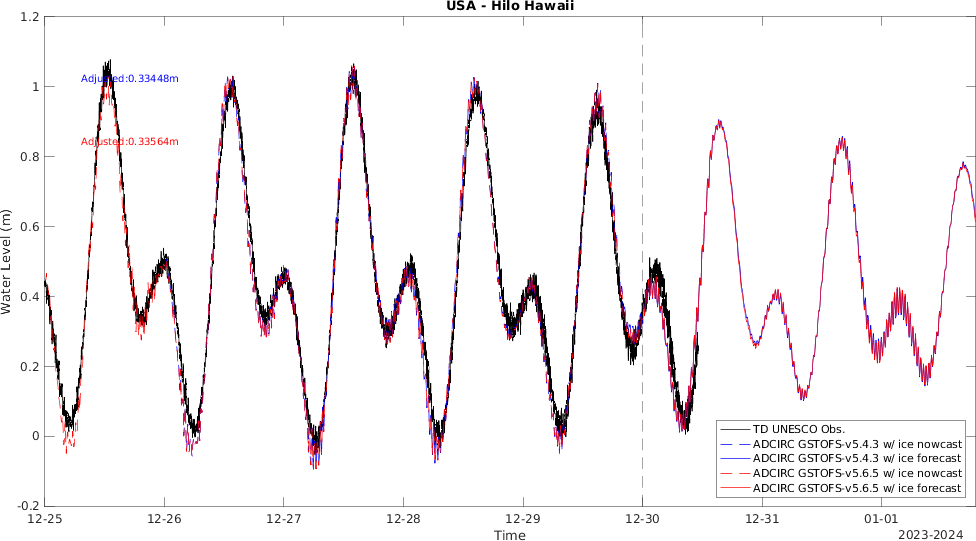 USA - Hilo Hawaii
1.2
1
0.8
0.6
0.4
0.2
0
-0.2
Water Level (m)
Adjusted:0.33448m
Adjusted:0.33564m
TD UNESCO Obs.
ADCIRC GSTOFS-v5.4.3 w/ ice nowcast
ADCIRC GSTOFS-v5.4.3 w/ ice forecast
ADCIRC GSTOFS-v5.6.5 w/ ice nowcast
ADCIRC GSTOFS-v5.6.5 w/ ice forecast
12-25 12-26 12-27 12-28 12-29 12-30 12-31 01-01
Time
2023-2024